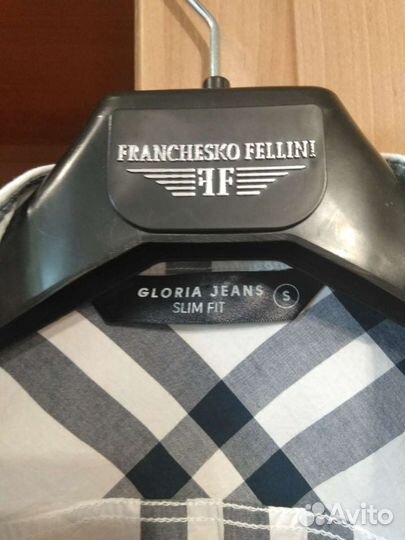 FRANCHESKO FELLINI
FF
GLORIA JEANS S
SLIM FIT
Avito